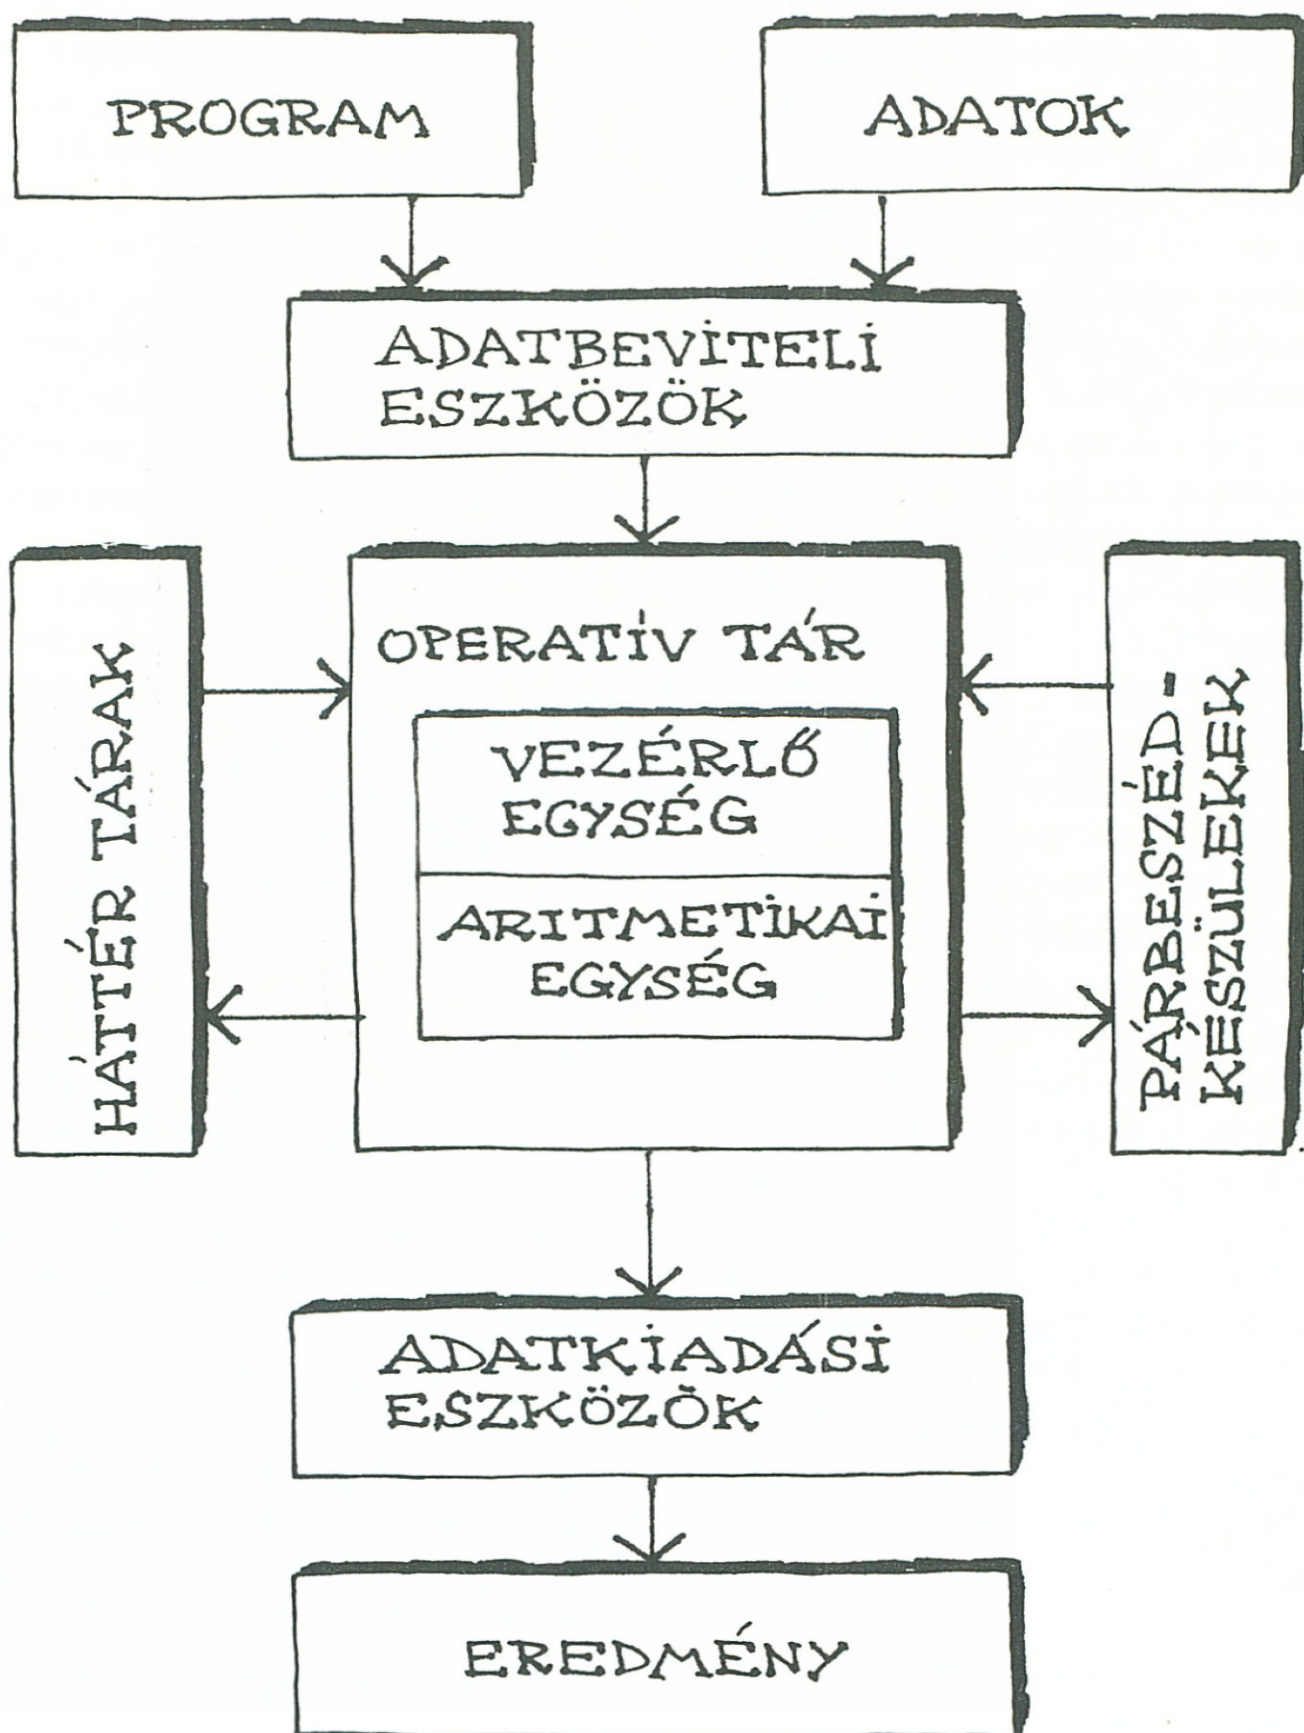 PROGRAM
ADATOK
ADATBEVITELI
ESZKÖZÖK
HÁTTÉR TÁRAK
OPERATÍV TÁR
VEZÉRLŐ
EGYSÉG
ARITMETIKAI
EGYSÉG
PÁRBESZÉD-
KÉSZÜLEKEK
ADATKIADÁSI
ESZKÖZÖK
EREDMÉNY